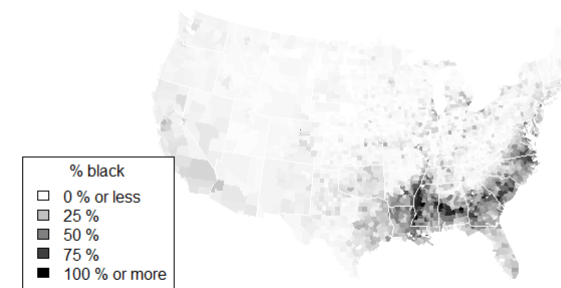 % black
0 % or less
25 %
50 %
75 %
100 % or more